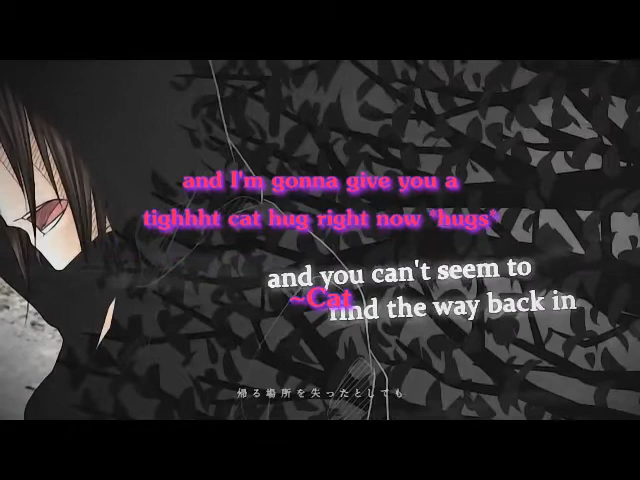 and I'm gonna give you a
tighhht cat hug right now *hugs*
and you can't seem to
~Cat
find the way back in
帰る場所を失ったとしても